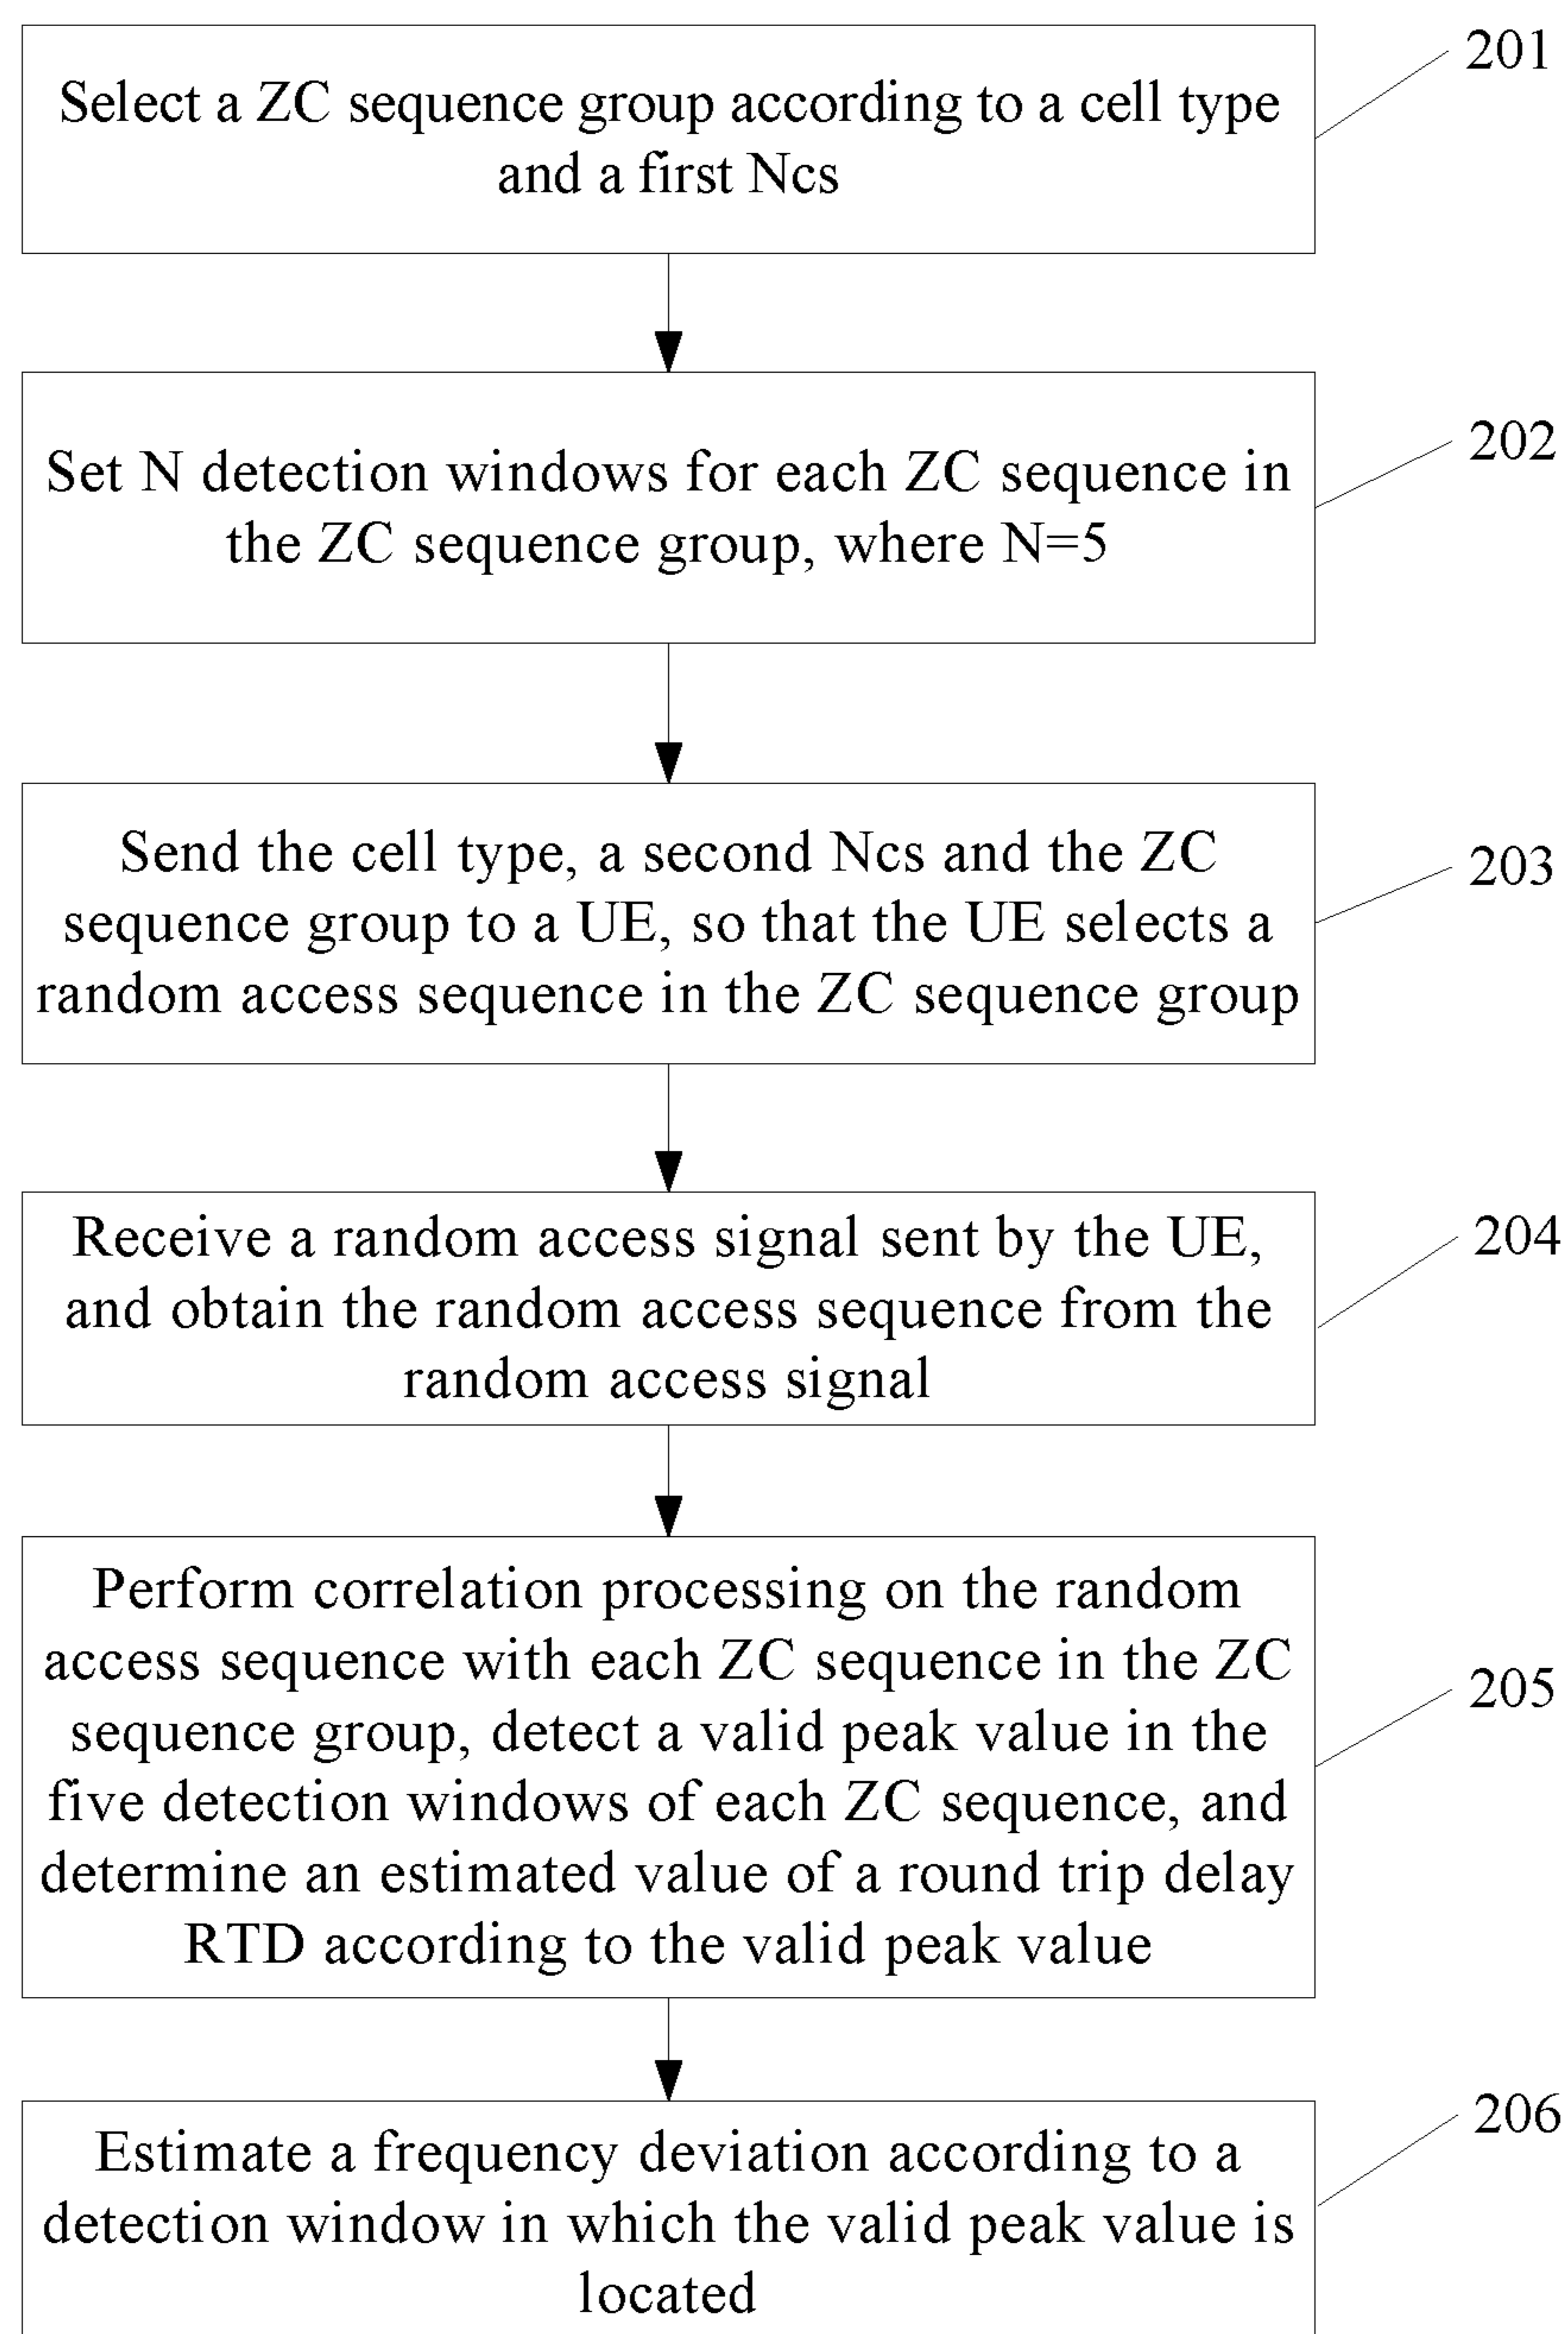 201
Select a ZC sequence group according to a cell type
and a first Ncs
202
Set N detection windows for each ZC sequence in
the ZC sequence group, where N=5
203
Send the cell type, a second Ncs and the ZC
sequence group to a UE, so that the UE selects a
random access sequence in the ZC sequence group
204
Receive a random access signal sent by the UE,
and obtain the random access sequence from the
random access signal
205
Perform correlation processing on the random
access sequence with each ZC sequence in the ZC
sequence group, detect a valid peak value in the
five detection windows of each ZC sequence, and
determine an estimated value of a round trip delay
RTD according to the valid peak value
206
Estimate a frequency deviation according to a
detection window in which the valid peak value is
located